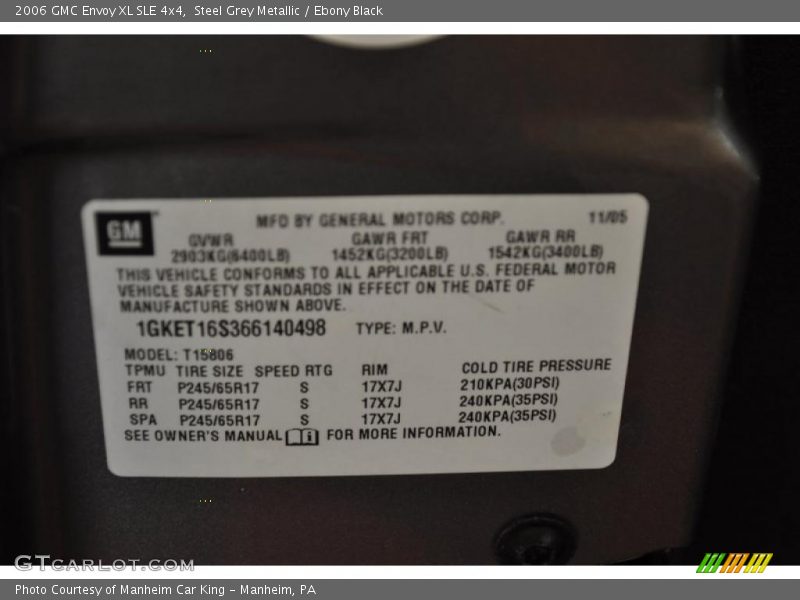 2006 GMC Envoy XL SLE 4x4, Steel Grey Metallic / Ebony Black
GM
MFD BY GENERAL MOTORS CORP. 11/05
GVWR GAWR FRT GAWR RR
2903KG(6400LB) 1452KG(3200LB) 1542KG(3400LB)
THIS VEHICLE CONFORMS TO ALL APPLICABLE U.S. FEDERAL MOTOR
VEHICLE SAFETY STANDARDS IN EFFECT ON THE DATE OF
MANUFACTURE SHOWN ABOVE.
1GKET16S366140498 TYPE: M.P.V.
MODEL: T15806
TPMU TIRE SIZE SPEED RTG RIM COLD TIRE PRESSURE
FRT P245/65R17 S 17X7J 210KPA(30PSI)
RR P245/65R17 S 17X7J 240KPA(35PSI)
SPA P245/65R17 S 17X7J 240KPA(35PSI)
SEE OWNER'S MANUAL i FOR MORE INFORMATION.
GTCARLOT.COM
Photo Courtesy of Manheim Car King - Manheim, PA